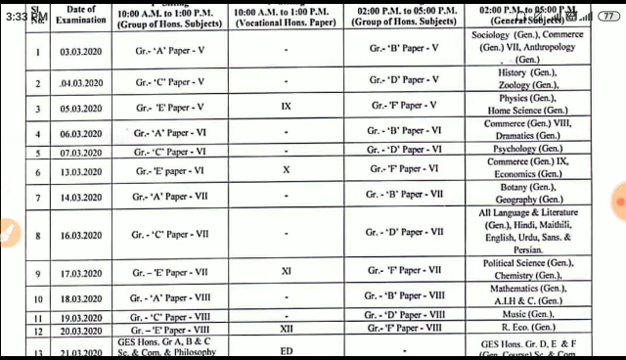 3:33 P
77
Sl. No.
Date of Examination
10:00 A.M. to 1:00 P.M. (Group of Hons. Subjects)
10:00 A.M. to 1:00 P.M. (Vocational Hons. Paper)
02:00 P.M. to 05:00 P.M. (Group of Hons. Subjects)
02:00 P.M. to 05:00 P.M. (General Subjects)
1 03.03.2020 Gr.- 'A' Paper - V - Gr.- 'B' Paper - V Sociology (Gen.), Commerce (Gen.) VII, Anthropology (Gen.)
2 .04.03.2020 Gr.- 'C' Paper - V - Gr.- 'D' Paper - V History (Gen.), Zoology (Gen.),
3 05.03.2020 Gr.- 'E' Paper - V IX Gr.- 'F' Paper - V Physics (Gen.), Home Science (Gen.)
4 06.03.2020 Gr.- 'A' Paper - VI - Gr. - 'B' Paper - VI Commerce (Gen.) VIII, Dramatics (Gen.)
5 07.03.2020 Gr.- 'C' Paper - VI - Gr. - 'D' Paper - VI Psychology (Gen.)
6 13.03.2020 Gr.- 'E' paper - VI X Gr.- 'F' Paper - VI Commerce (Gen.) IX, Economics (Gen.)
7 14.03.2020 Gr.- 'A' Paper - VII - Gr. - 'B' Paper - VII Botany (Gen.), Geography (Gen.)
8 16.03.2020 Gr. - 'C' Paper - VII - Gr. - 'D' Paper - VII All Language & Literature (Gen.), Hindi, Maithili, English, Urdu, Sans. & Persian.
9 17.03.2020 Gr. – 'E' Paper - VII XI Gr.- 'F' Paper - VII Political Science (Gen.), Chemistry (Gen.),
10 18.03.2020 Gr. - 'A' Paper - VIII - Gr. - 'B' Paper - VIII Mathematics (Gen.), A.I.H & C. (Gen.)
11 19.03.2020 Gr. - 'C' Paper - VIII - Gr. - 'D' Paper - VIII Music (Gen.),
12 20.03.2020 Gr. – 'E' Paper - VIII XII Gr.- 'F' Paper - VIII R. Eco. (Gen.)
13 21.03.2020 GES Hons. Gr A, B & C Sc. & Com. & Philosophy ED - GES Hons. Gr. D, E & F (Gen. Course) Sc. & Com